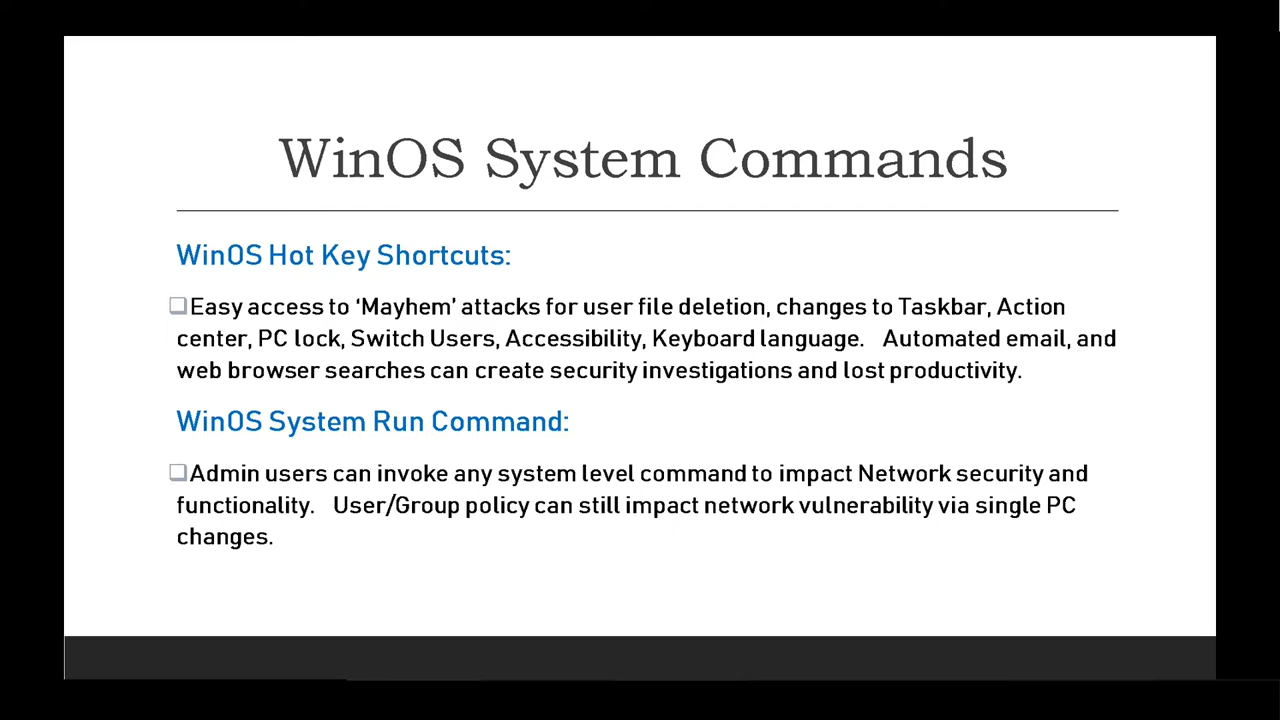 WinOS System Commands
WinOS Hot Key Shortcuts:
Easy access to ‘Mayhem’ attacks for user file deletion, changes to Taskbar, Action
center, PC lock, Switch Users, Accessibility, Keyboard language.   Automated email, and
web browser searches can create security investigations and lost productivity.
WinOS System Run Command:
Admin users can invoke any system level command to impact Network security and
functionality.   User/Group policy can still impact network vulnerability via single PC
changes.